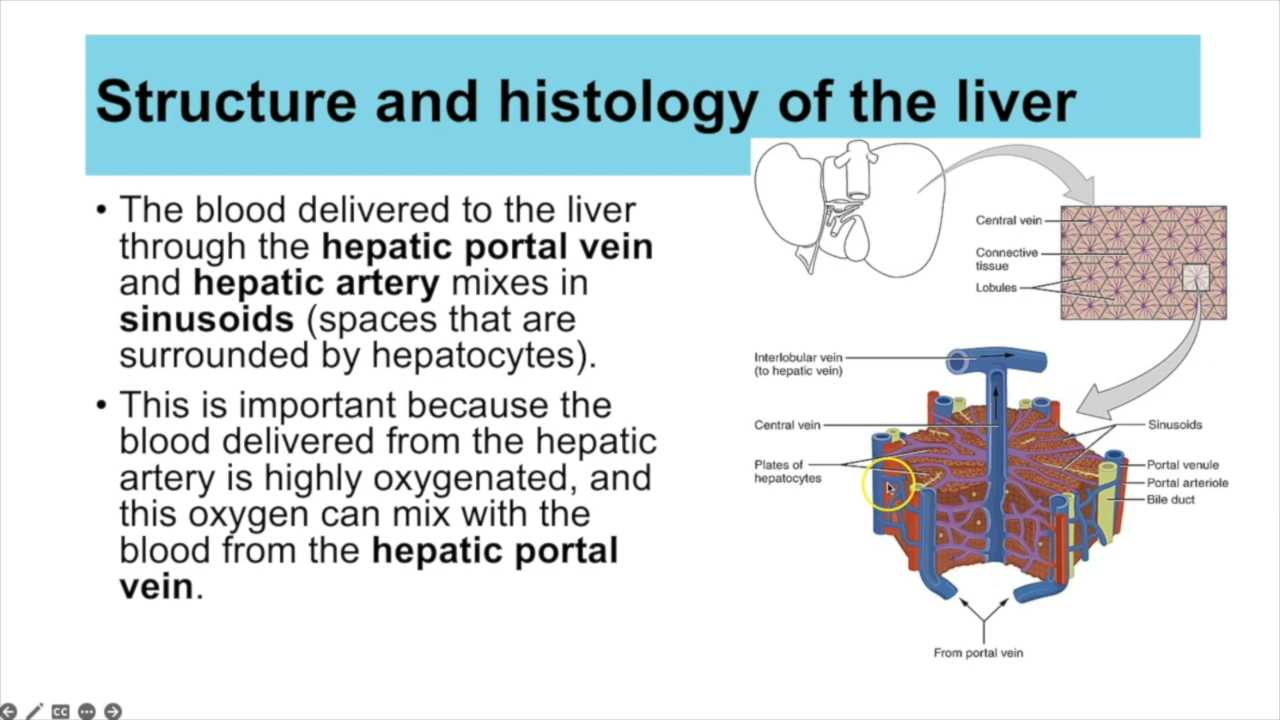 Structure and histology of the liver
• The blood delivered to the liver
through the hepatic portal vein
and hepatic artery mixes in
sinusoids (spaces that are
surrounded by hepatocytes).
• This is important because the
blood delivered from the hepatic
artery is highly oxygenated, and
this oxygen can mix with the
blood from the hepatic portal
vein.
Central vein
Connective
tissue
Lobules
Interlobular vein
(to hepatic vein)
Central vein
Plates of
hepatocytes
Sinusoids
Portal venule
Portal arteriole
Bile duct
From portal vein
CC